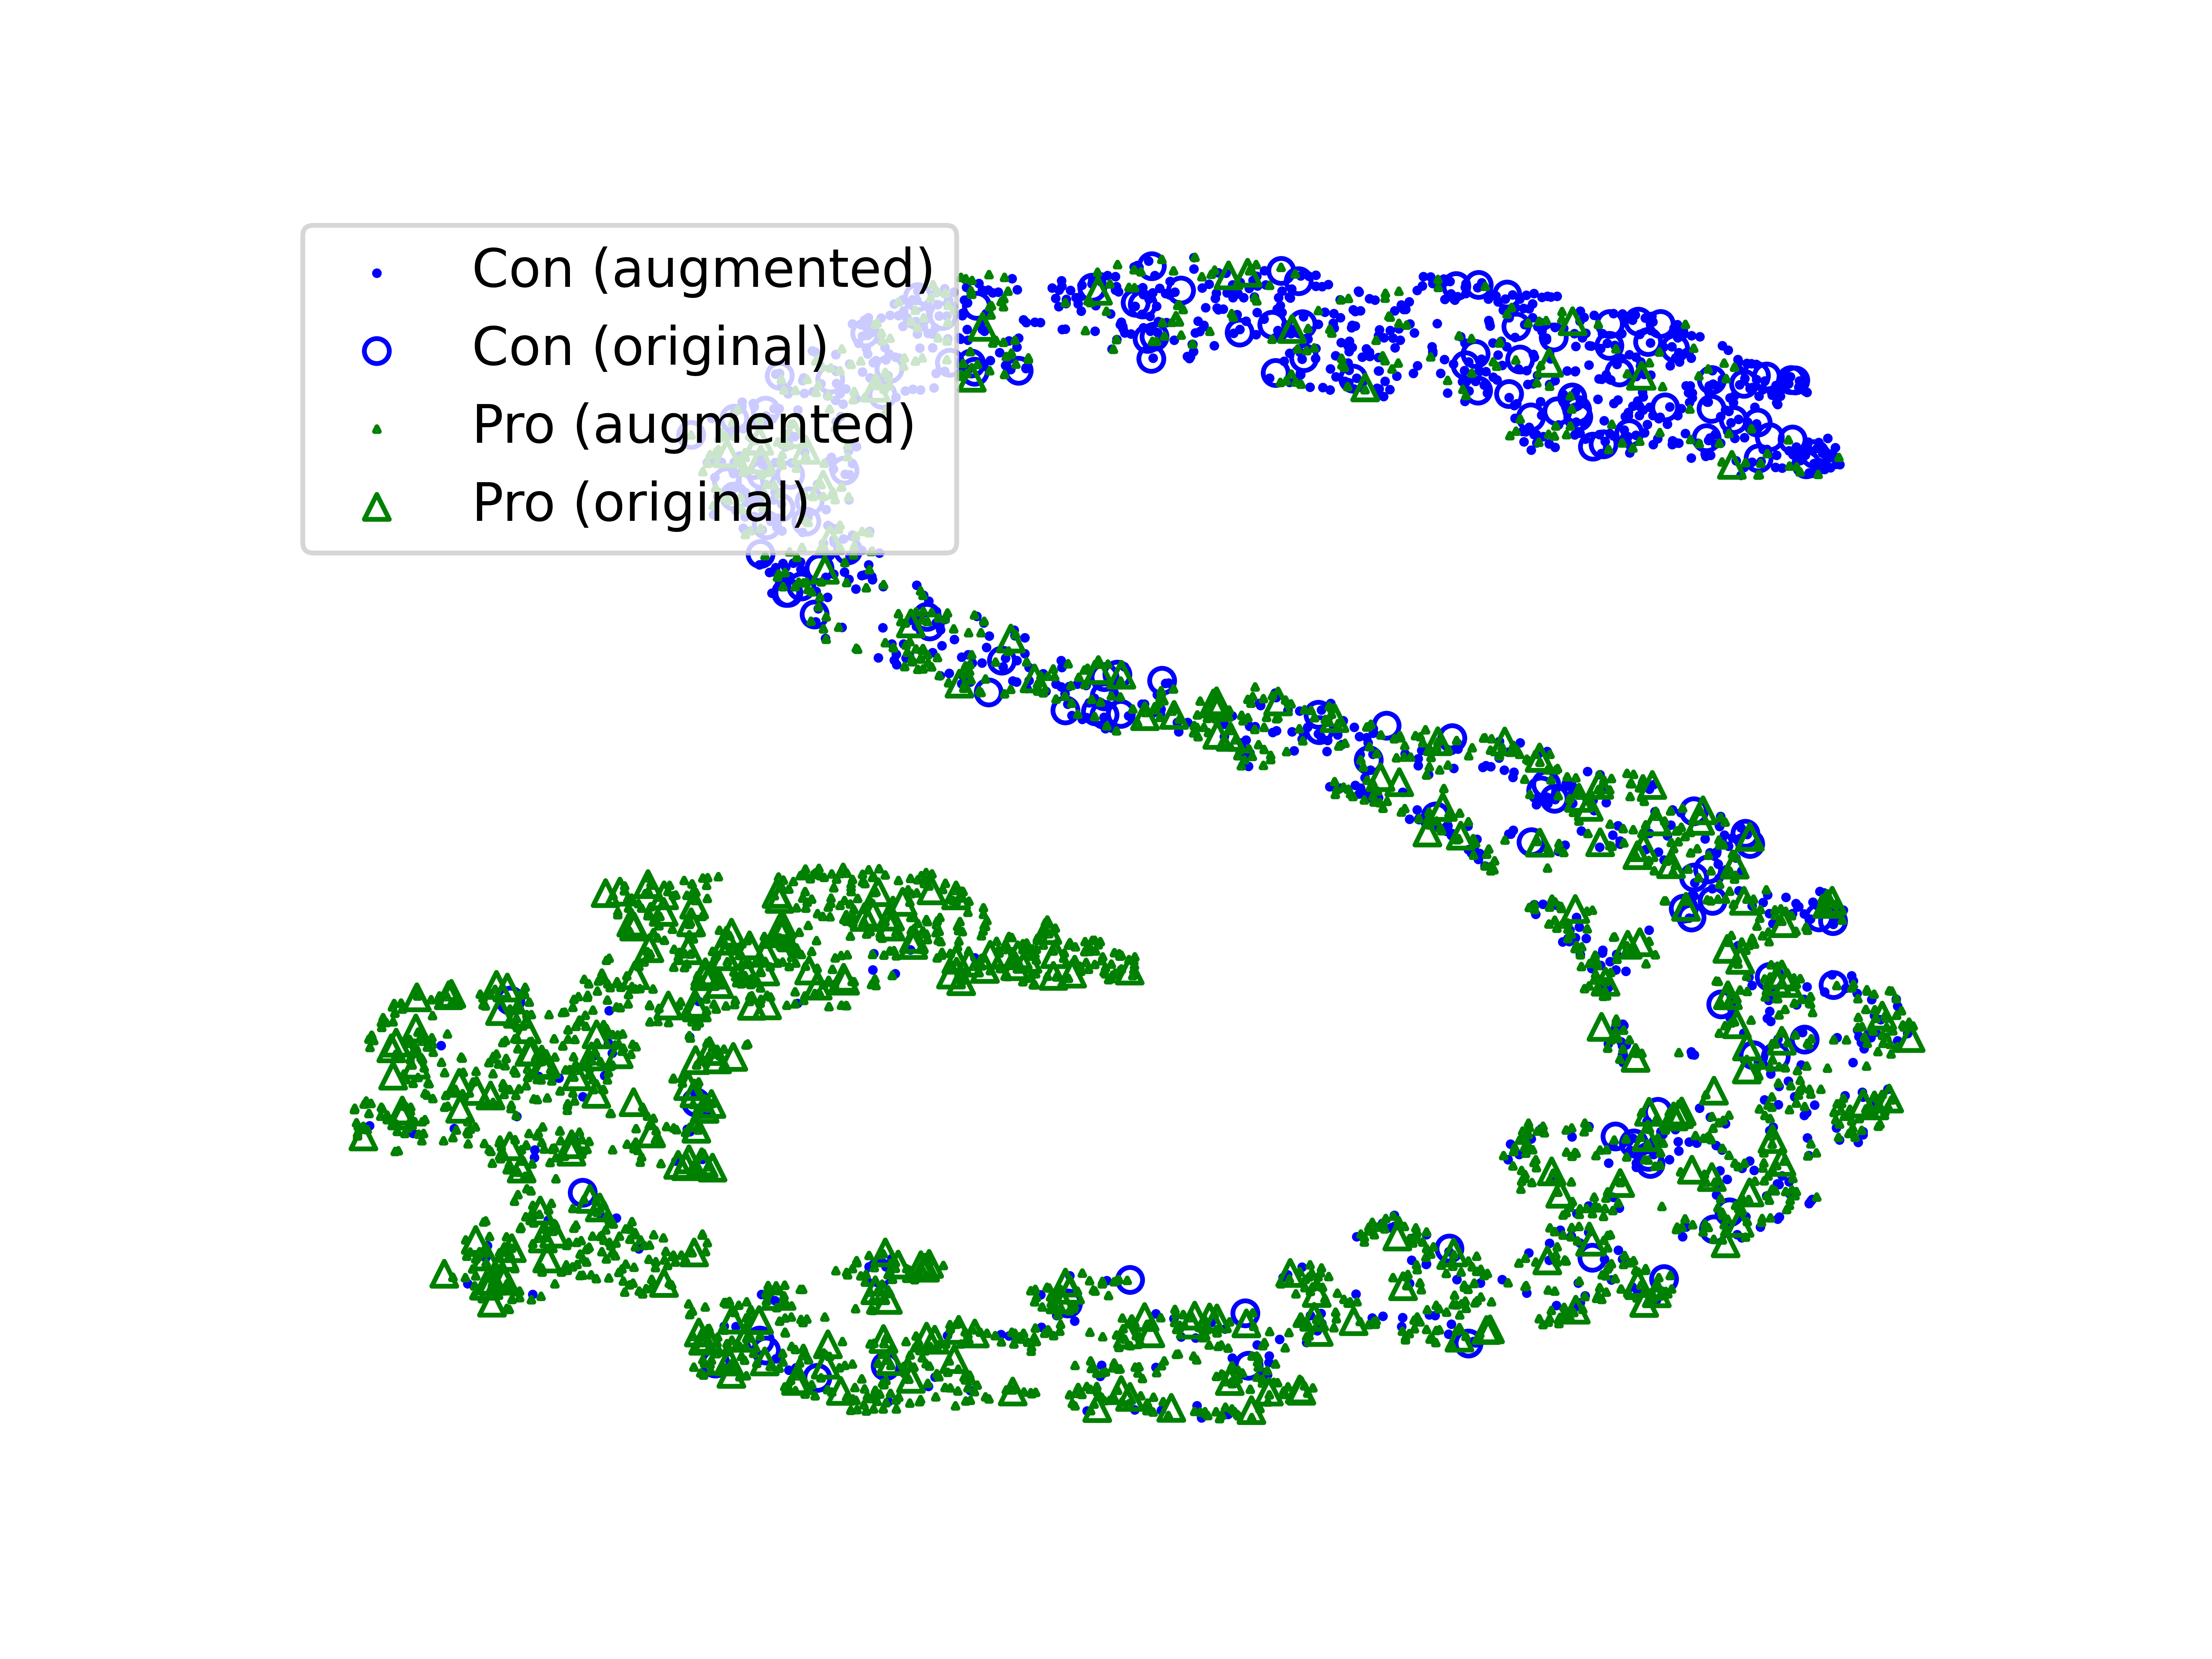 Con (augmented)
Con (original)
Pro (augmented)
Pro (original)